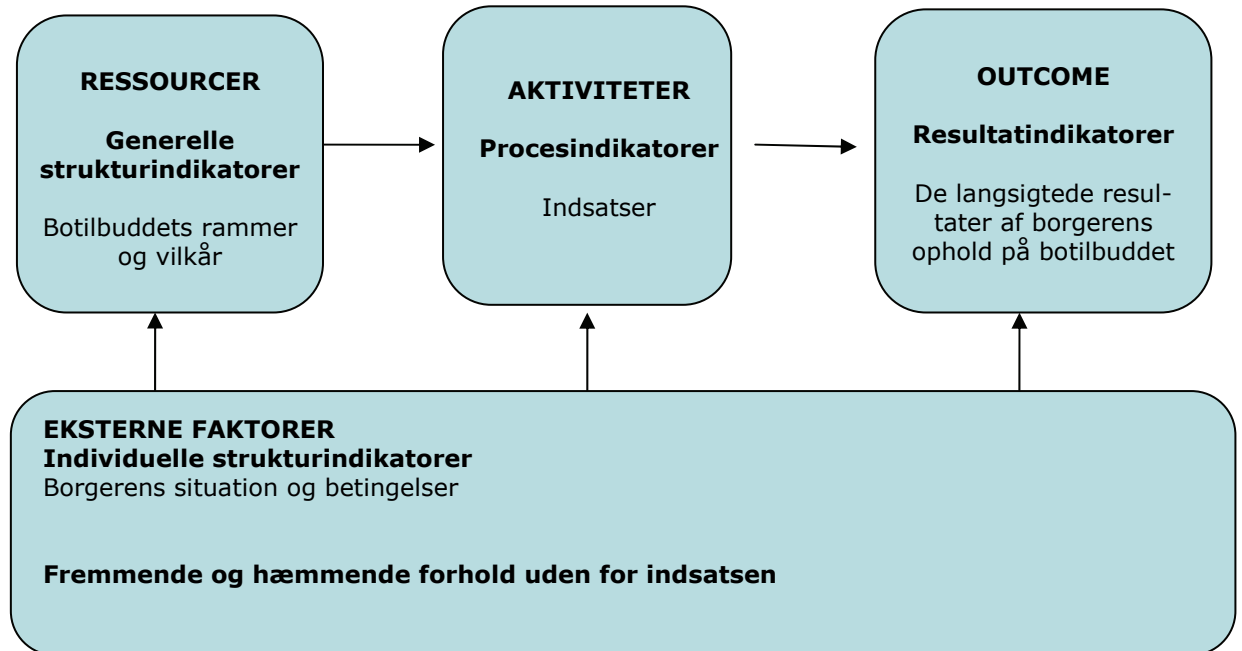 RESSOURCER
Generelle
strukturindikatorer
Botilbuddets rammer
og vilkår
AKTIVITETER
Procesindikatorer
Indsatser
OUTCOME
Resultatindikatorer
De langsigtede resul-
tater af borgerens
ophold på botilbuddet
EKSTERNE FAKTORER
Individuelle strukturindikatorer
Borgerens situation og betingelser
Fremmende og hæmmende forhold uden for indsatsen